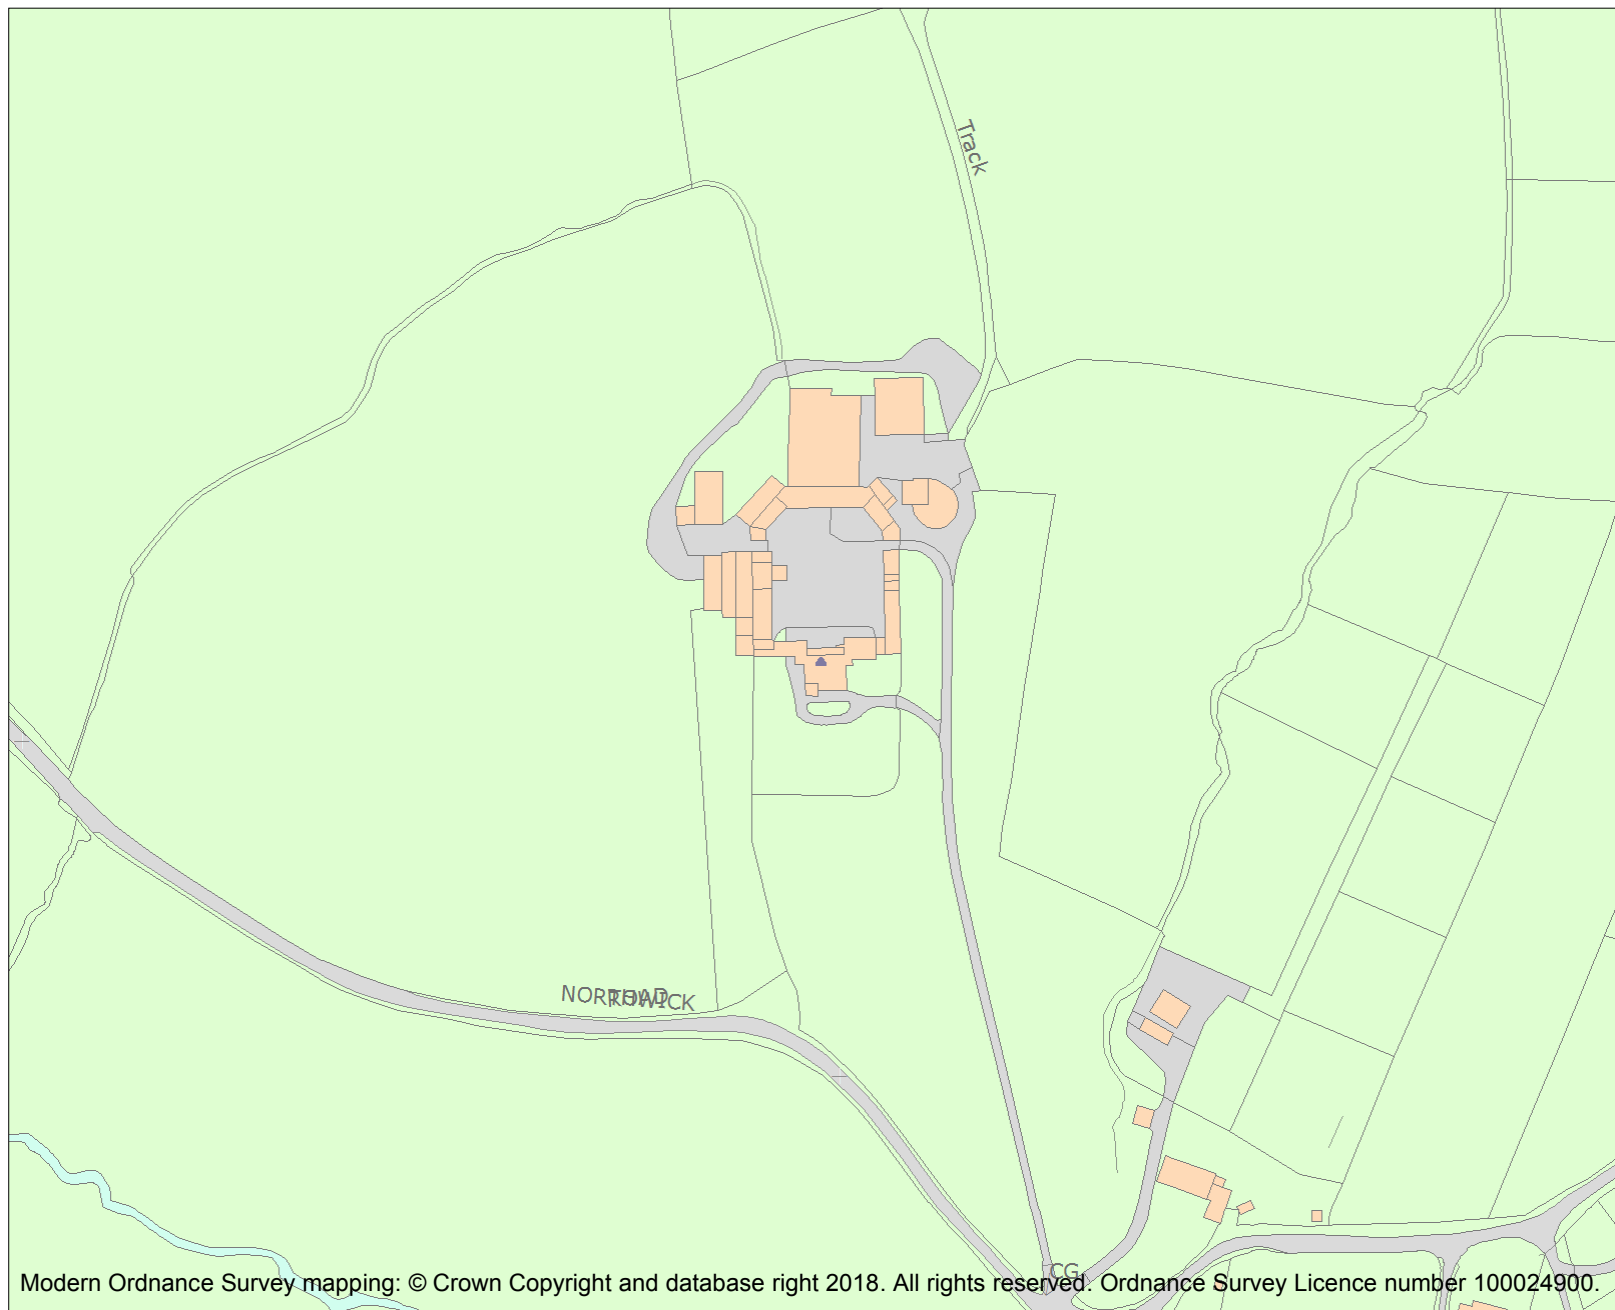 Track
NORTHWICK
ROAD
CG
Modern Ordnance Survey mapping: © Crown Copyright and database right 2018. All rights reserved. Ordnance Survey Licence number 100024900.